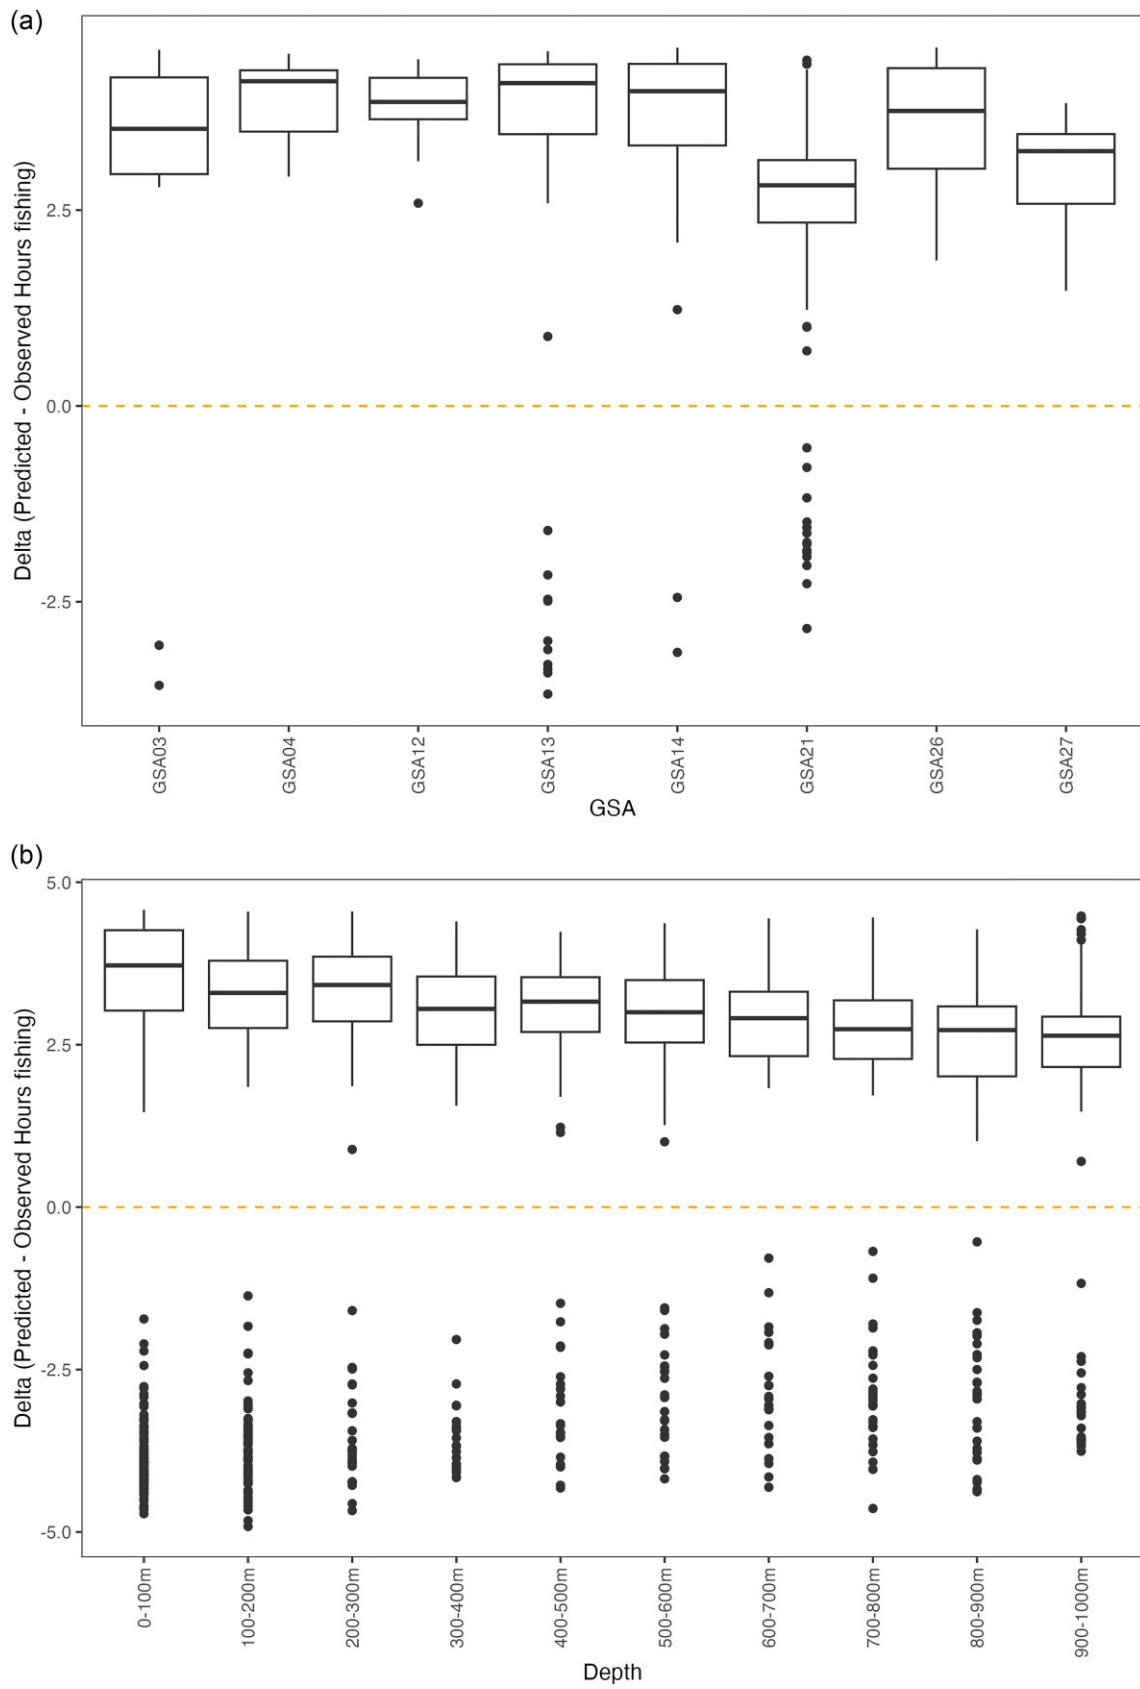 (a)
Delta (Predicted - Observed Hours fishing)
2.5
0.0
-2.5
GSA03
GSA04
GSA12
GSA13
GSA14
GSA21
GSA26
GSA27
GSA
(b)
Delta (Predicted - Observed Hours fishing)
5.0
2.5
0.0
-2.5
-5.0
0-100m
100-200m
200-300m
300-400m
400-500m
500-600m
600-700m
700-800m
800-900m
900-1000m
Depth